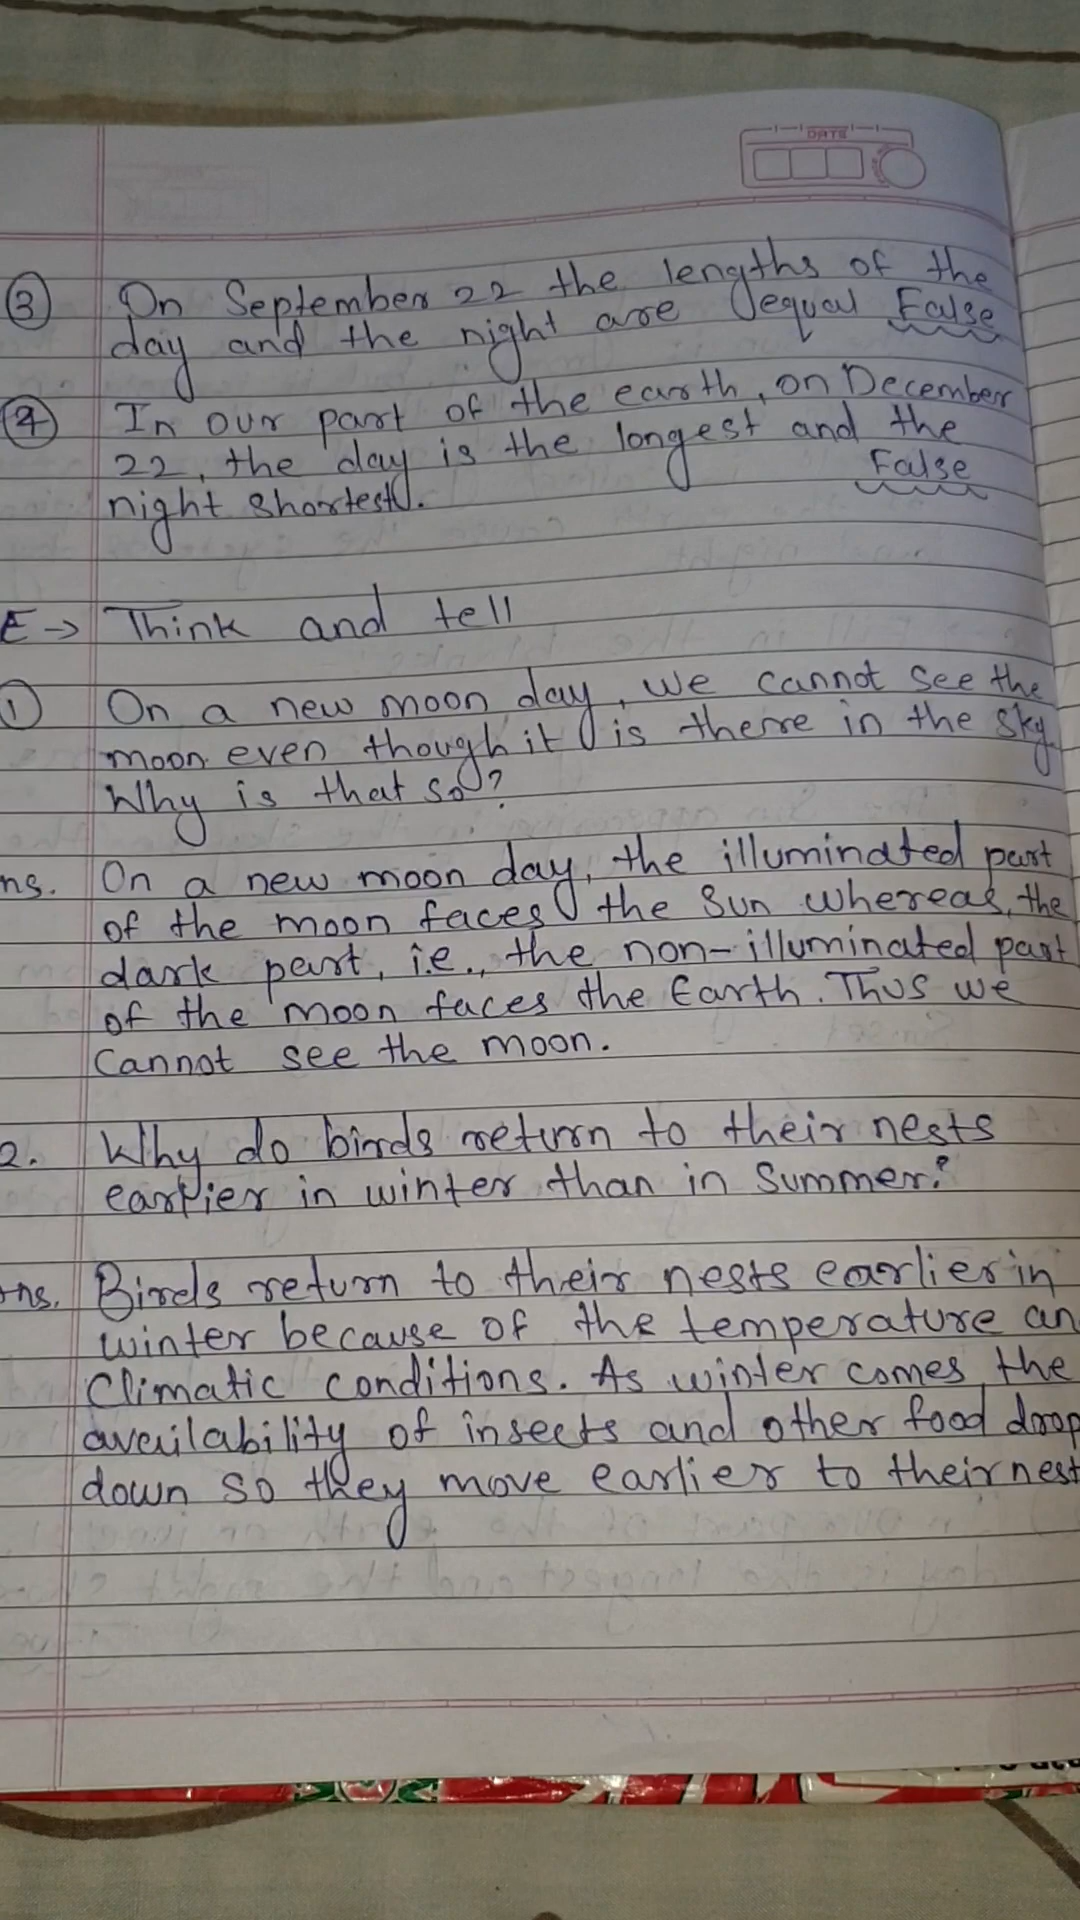 DATE
③ On September 22 the lengths of the
day and the night are equal False
④ In our part of the earth, on December
22, the day is the longest and the
night shortest. False
E→ Think and tell
① On a new moon day, we cannot see the
moon even though it is there in the sky.
Why is that so?
ns. On a new moon day, the illuminated part
of the moon faces the Sun whereas, the
dark part, i.e., the non-illuminated part
of the moon faces the Earth. Thus we
Cannot see the moon.
2. Why do birds return to their nests
earlier in winter than in Summer?
ns. Birds return to their nests earlier in
winter because of the temperature an
Climatic conditions. As winter comes, the
availability of insects and other food drop
down so they move earlier to their nest